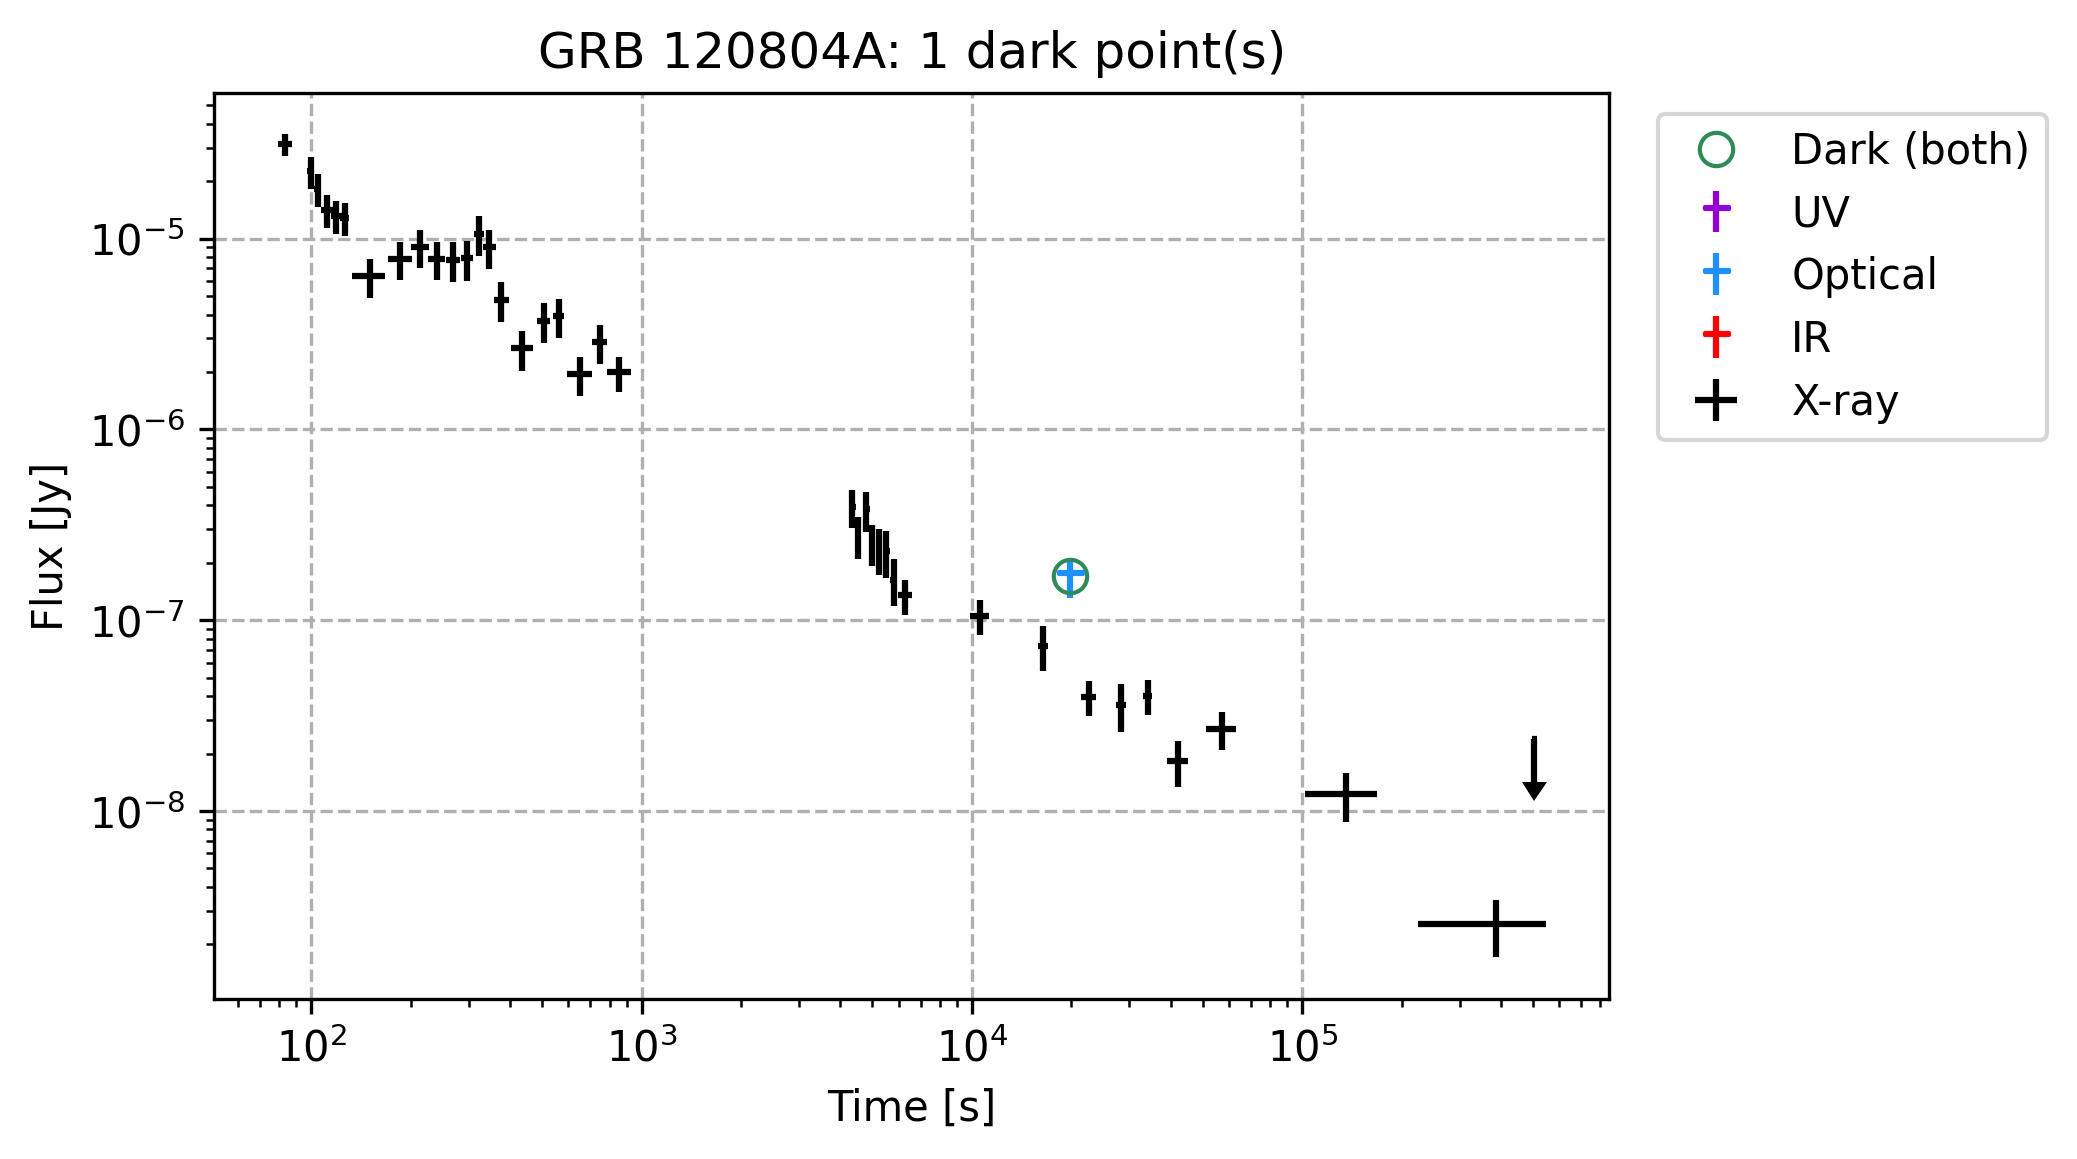 GRB 120804A: 1 dark point(s)
Dark (both)
UV
Optical
IR
X-ray
10⁻⁵
10⁻⁶
10⁻⁷
10⁻⁸
Flux [Jy]
10²
10³
10⁴
10⁵
Time [s]